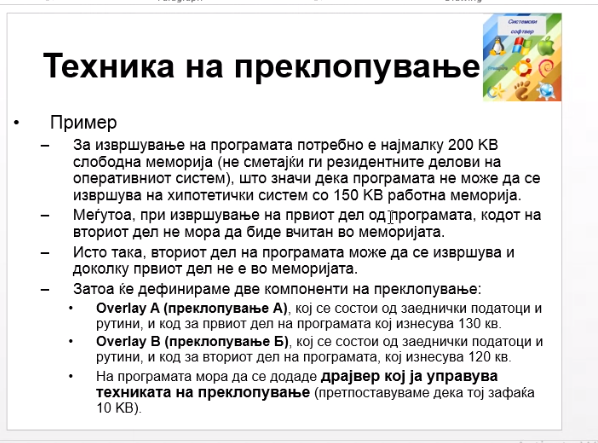 Системски
софтвер
Техника на преклопување
• Пример
– За извршување на програмата потребно е најмалку 200 KB
слободна меморија (не сметајќи ги резидентните делови на
оперативниот систем), што значи дека програмата не може да се
извршува на хипотетички систем со 150 KB работна меморија.
– Меѓутоа, при извршување на првиот дел од програмата, кодот на
вториот дел не мора да биде вчитан во меморијата.
– Исто така, вториот дел на програмата може да се извршува и
доколку првиот дел не е во меморијата.
– Затоа ќе дефинираме две компоненти на преклопување:
• Overlay A (преклопување А), кој се состои од заеднички податоци и
рутини, и код за првиот дел на програмата кој изнесува 130 кв.
• Overlay B (преклопување Б), кој се состои од заеднички податоци и
рутини, и код за вториот дел на програмата, кој изнесува 120 кв.
• На програмата мора да се додаде драјвер кој ја управува
техниката на преклопување (претпоставуваме дека тој зафаќа
10 KB).